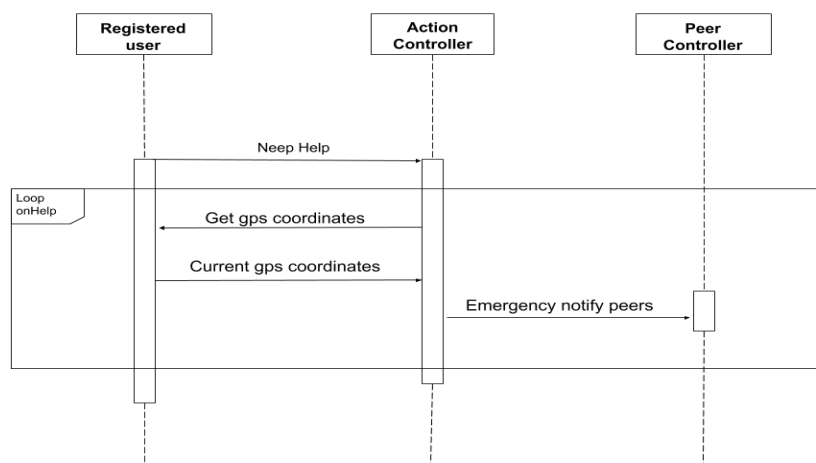 Registered
user
Action
Controller
Peer
Controller
Neep Help
Loop
onHelp
Get gps coordinates
Current gps coordinates
Emergency notify peers